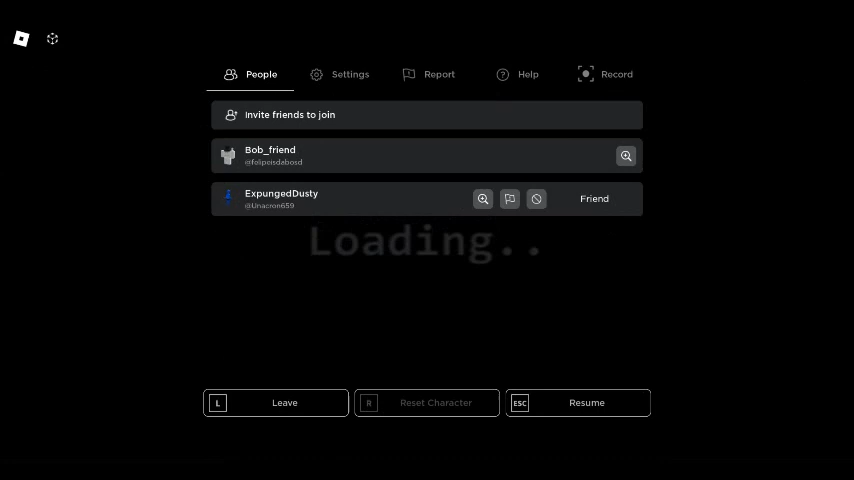 People Settings Report Help Record
Invite friends to join
Bob_friend
@felipeisdabosd
ExpungedDusty
@Unacron659
Friend
Loading..
L Leave R Reset Character ESC Resume